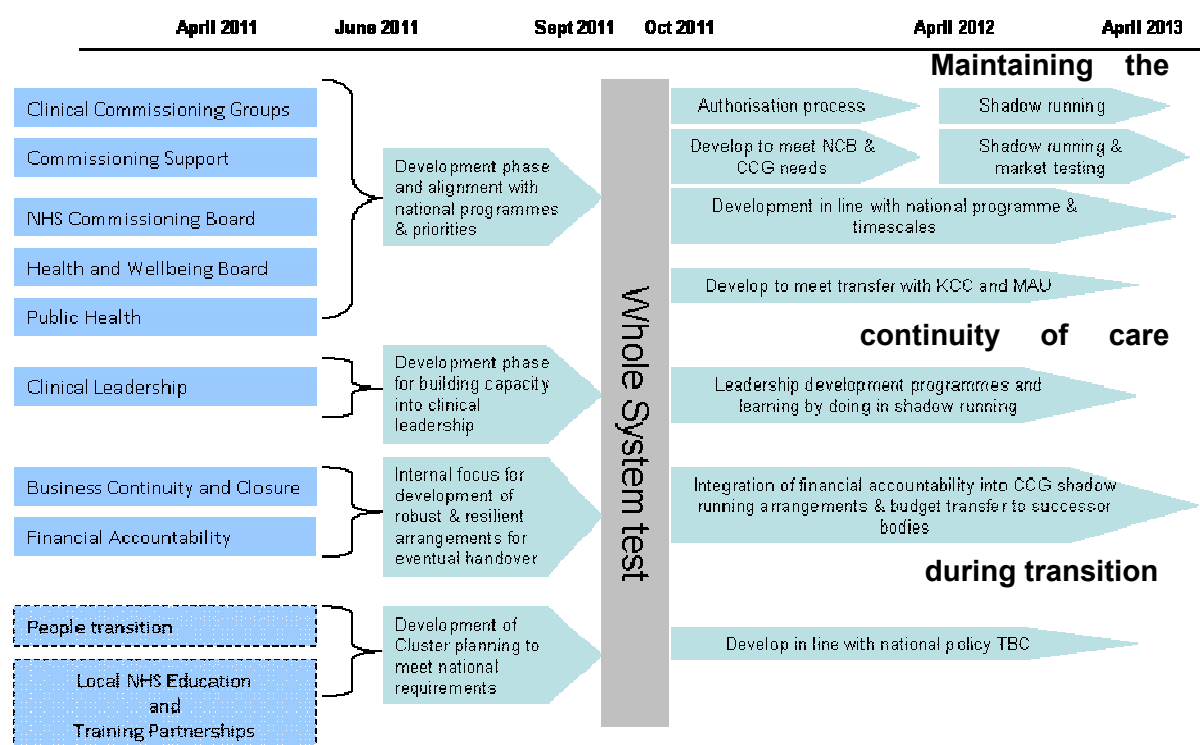 April 2011 June 2011 Sept 2011 Oct 2011 April 2012 April 2013
Maintaining the
Clinical Commissioning Groups
Commissioning Support
NHS Commissioning Board
Health and Wellbeing Board
Public Health
Development phase
and alignment with
national programmes
& priorities
Authorisation process
Shadow running
Develop to meet NCB &
CCG needs
Shadow running &
market testing
Development in line with national programme &
timescales
Develop to meet transfer with KCC and MAU
Whole System test
continuity of care
Clinical Leadership
Development phase
for building capacity
into clinical
leadership
Leadership development programmes and
learning by doing in shadow running
Business Continuity and Closure
Financial Accountability
Internal focus for
development of
robust & resilient
arrangements for
eventual handover
Integration of financial accountability into CCG shadow
running arrangements & budget transfer to successor
bodies
during transition
People transition
Local NHS Education
and
Training Partnerships
Development of
Cluster planning to
meet national
requirements
Develop in line with national policy TBC